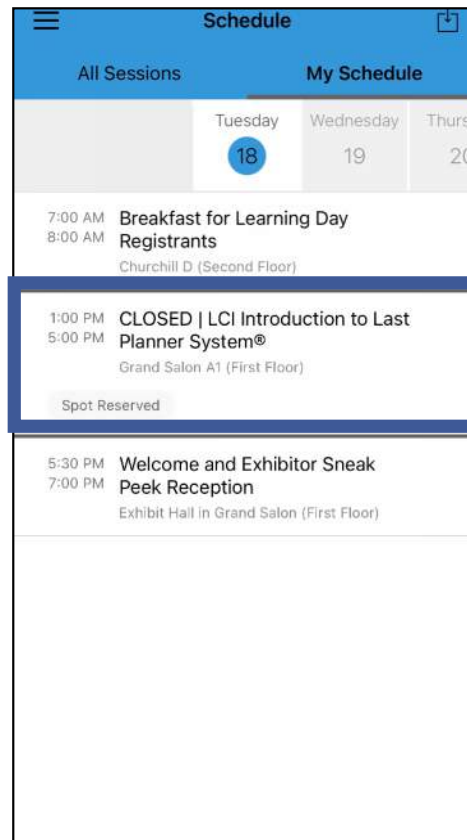 Schedule
All Sessions
My Schedule
Tuesday
Wednesday
18
19
7:00 AM Breakfast for Learning Day
8:00 AM Registrants
Churchill D (Second Floor)
1:00 PM CLOSED | LCI Introduction to Last
5:00 PM Planner System®
Grand Salon A1 (First Floor)
Spot Reserved
5:30 PM Welcome and Exhibitor Sneak
7:00 PM Peek Reception
Exhibit Hall in Grand Salon (First Floor)